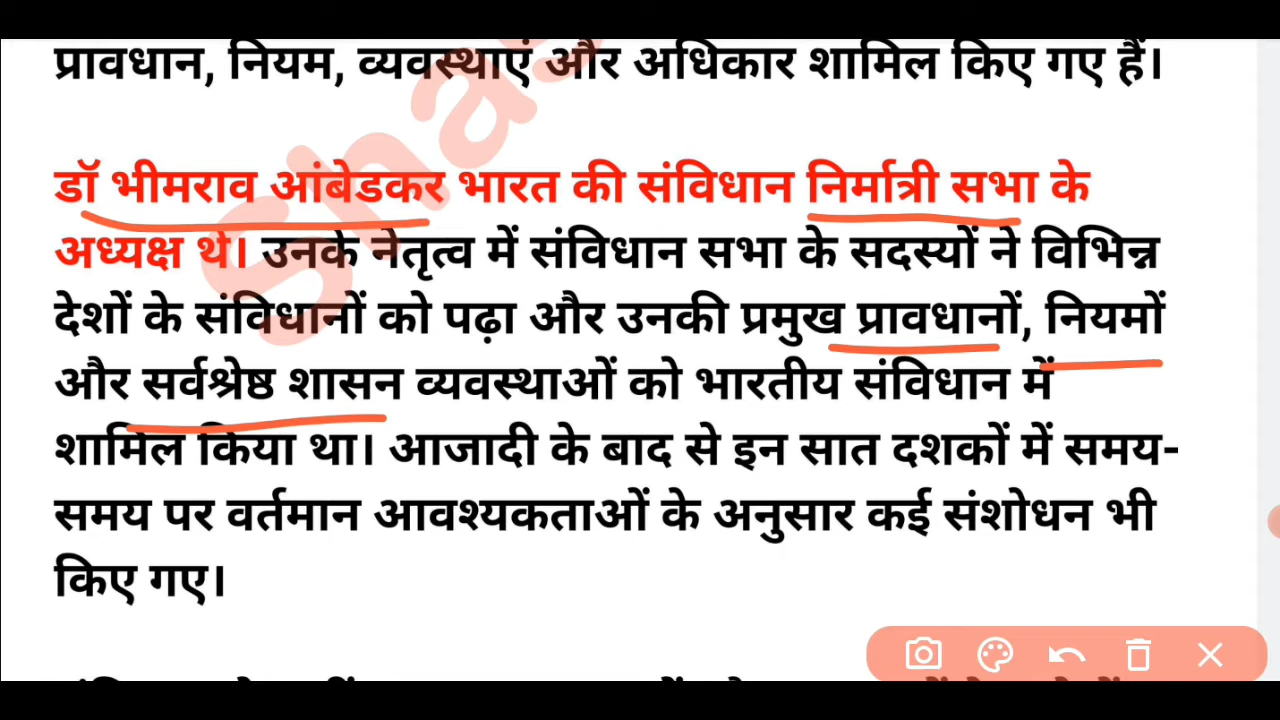 प्रावधान, नियम, व्यवस्थाएं और अधिकार शामिल किए गए हैं।
डॉ भीमराव आंबेडकर भारत की संविधान निर्मात्री सभा के
अध्यक्ष थे। उनके नेतृत्व में संविधान सभा के सदस्यों ने विभिन्न
देशों के संविधानों को पढ़ा और उनकी प्रमुख प्रावधानों, नियमों
और सर्वश्रेष्ठ शासन व्यवस्थाओं को भारतीय संविधान में
शामिल किया था। आजादी के बाद से इन सात दशकों में समय-
समय पर वर्तमान आवश्यकताओं के अनुसार कई संशोधन भी
किए गए।